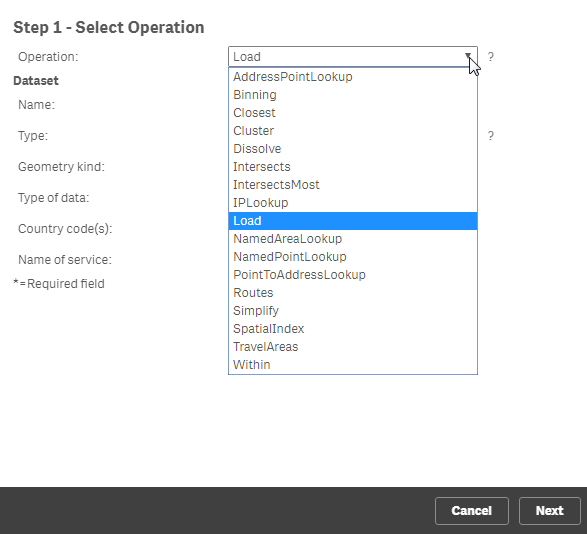 Step 1 - Select Operation
Operation: Load ?
AddressPointLookup
Dataset
Binning
Name:
Closest
Cluster
Type: ?
Dissolve
Geometry kind:
Intersects
IntersectsMost
Type of data:
IPLookup
Load
Country code(s):
NamedAreaLookup
NamedPointLookup
Name of service:
PointToAddressLookup
*=Required field
Routes
Simplify
SpatialIndex
TravelAreas
Within
Cancel Next